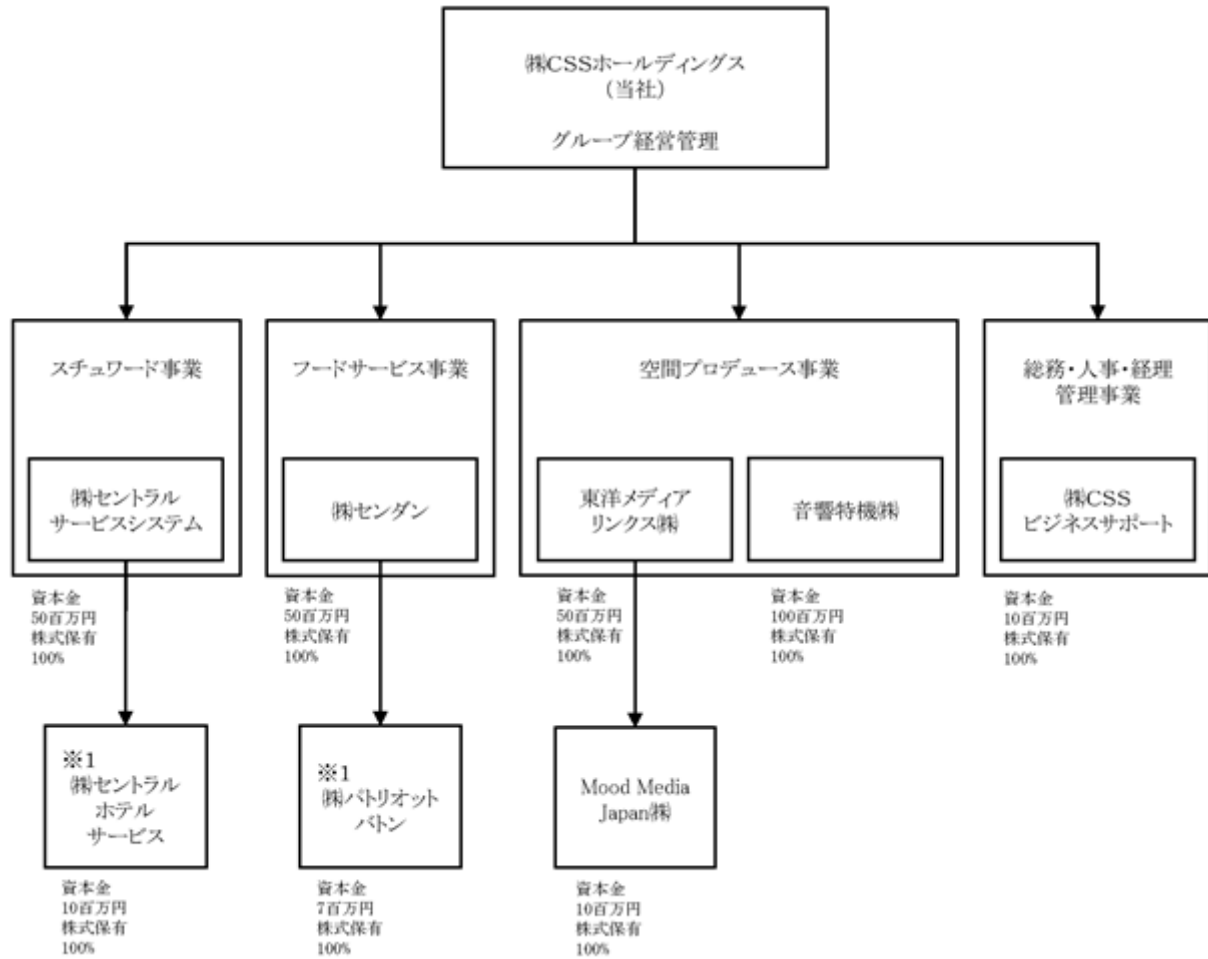 ㈱CSSホールディングス
(当社)
グループ経営管理
スチュワード事業
㈱セントラル
サービスシステム
資本金
50百万円
株式保有
100%
フードサービス事業
㈱センダン
資本金
50百万円
株式保有
100%
空間プロデュース事業
東洋メディア
リンクス㈱
資本金
50百万円
株式保有
100%
音響特機㈱
資本金
100百万円
株式保有
100%
総務・人事・経理
管理事業
㈱CSS
ビジネスサポート
資本金
10百万円
株式保有
100%
※1
㈱セントラル
ホテル
サービス
資本金
10百万円
株式保有
100%
※1
㈱パトリオット
バトン
資本金
7百万円
株式保有
100%
Mood Media
Japan㈱
資本金
10百万円
株式保有
100%